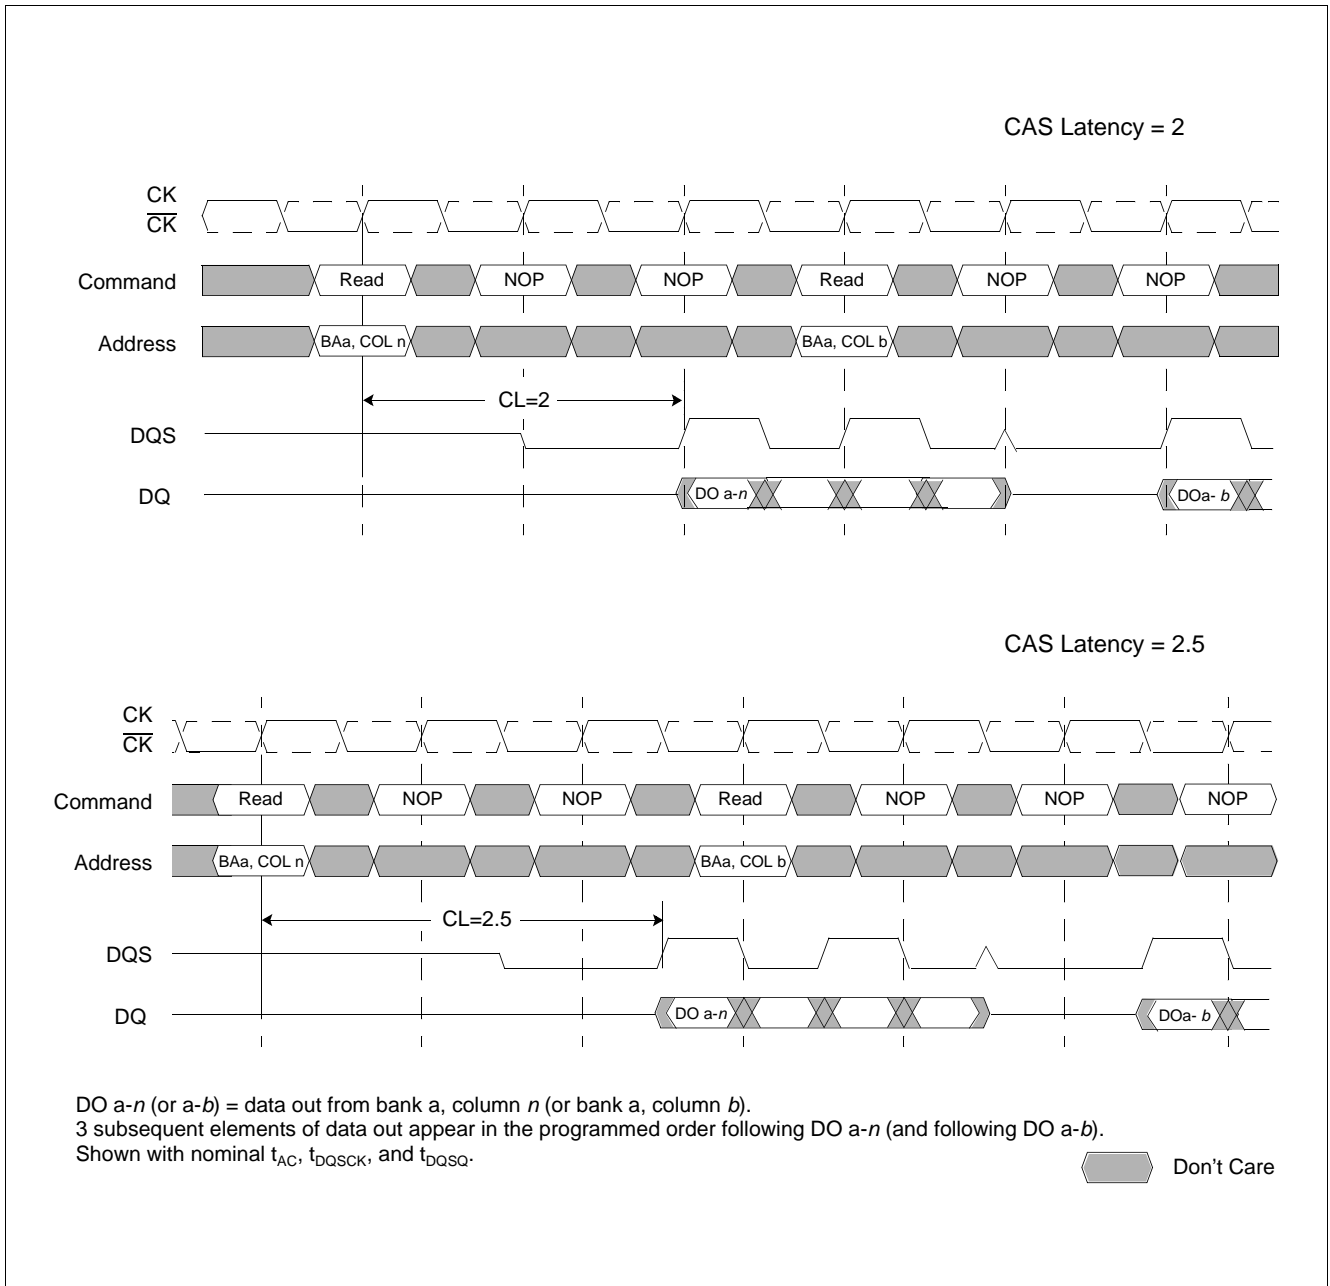 CAS Latency = 2
CK
CK
Command
Read
NOP
NOP
Read
NOP
NOP
Address
BAa, COL n
BAa, COL b
CL=2
DQS
DQ
DO a-n
DOa- b
CAS Latency = 2.5
CK
CK
Command
Read
NOP
NOP
Read
NOP
NOP
NOP
Address
BAa, COL n
BAa, COL b
CL=2.5
DQS
DQ
DO a-n
DOa- b
DO a-n (or a-b) = data out from bank a, column n (or bank a, column b).
3 subsequent elements of data out appear in the programmed order following DO a-n (and following DO a-b).
Shown with nominal tAC, tDQSCK, and tDQSQ.
Don't Care